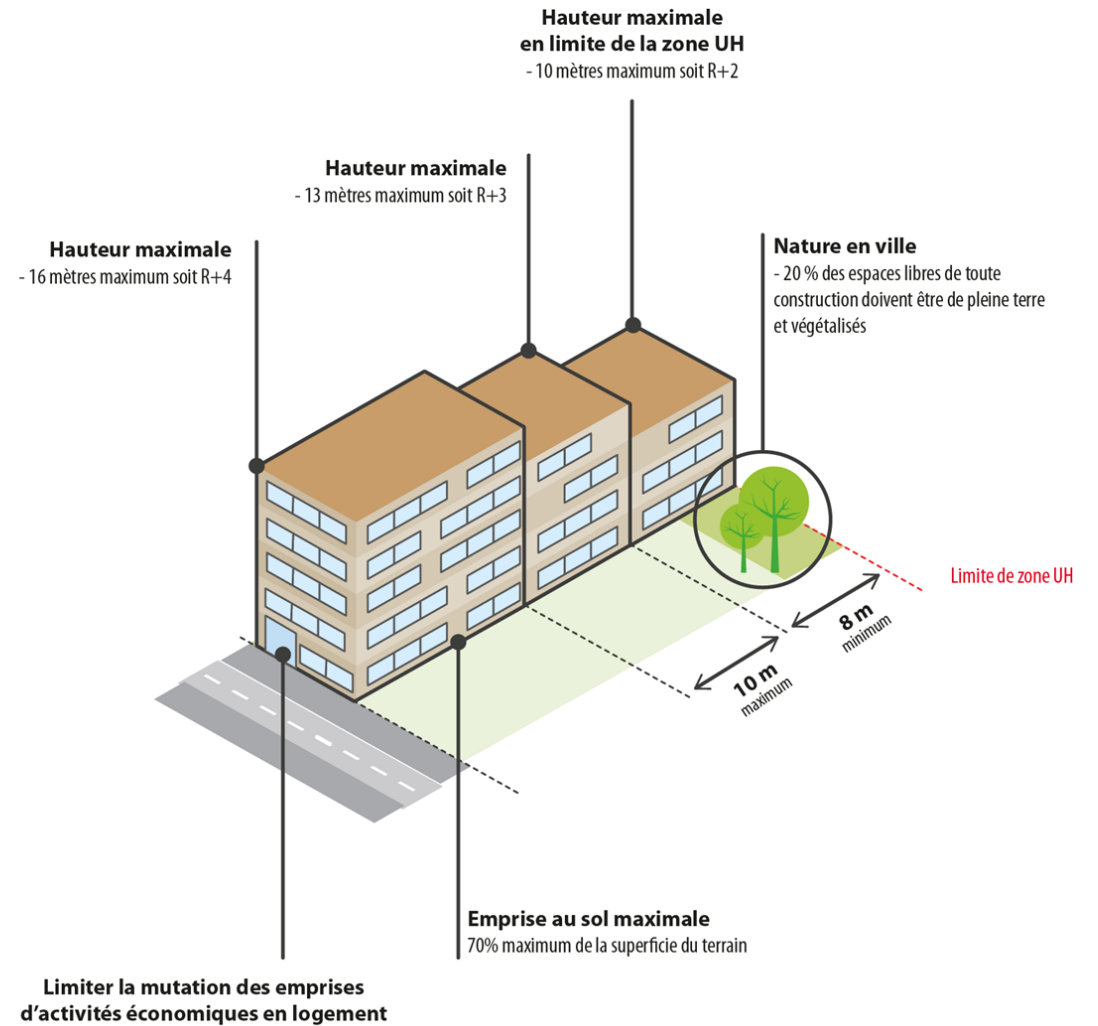 Hauteur maximale
en limite de la zone UH
- 10 mètres maximum soit R+2
Hauteur maximale
- 13 mètres maximum soit R+3
Hauteur maximale
- 16 mètres maximum soit R+4
Nature en ville
- 20 % des espaces libres de toute
construction doivent être de pleine terre
et végétalisés
Limite de zone UH
8 m
minimum
10 m
maximum
Emprise au sol maximale
70% maximum de la superficie du terrain
Limiter la mutation des emprises
d’activités économiques en logement